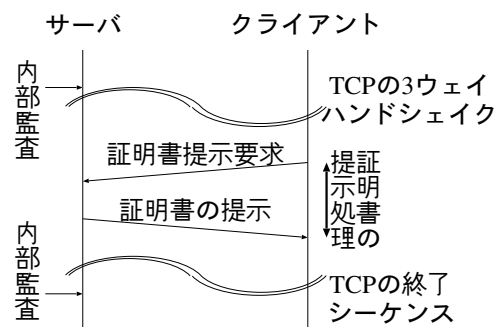 サーバ
クライアント
内部監査
TCPの3ウェイ
ハンドシェイク
証明書提示要求
証明書の
提示処理
証明書の提示
内部監査
TCPの終了
シーケンス